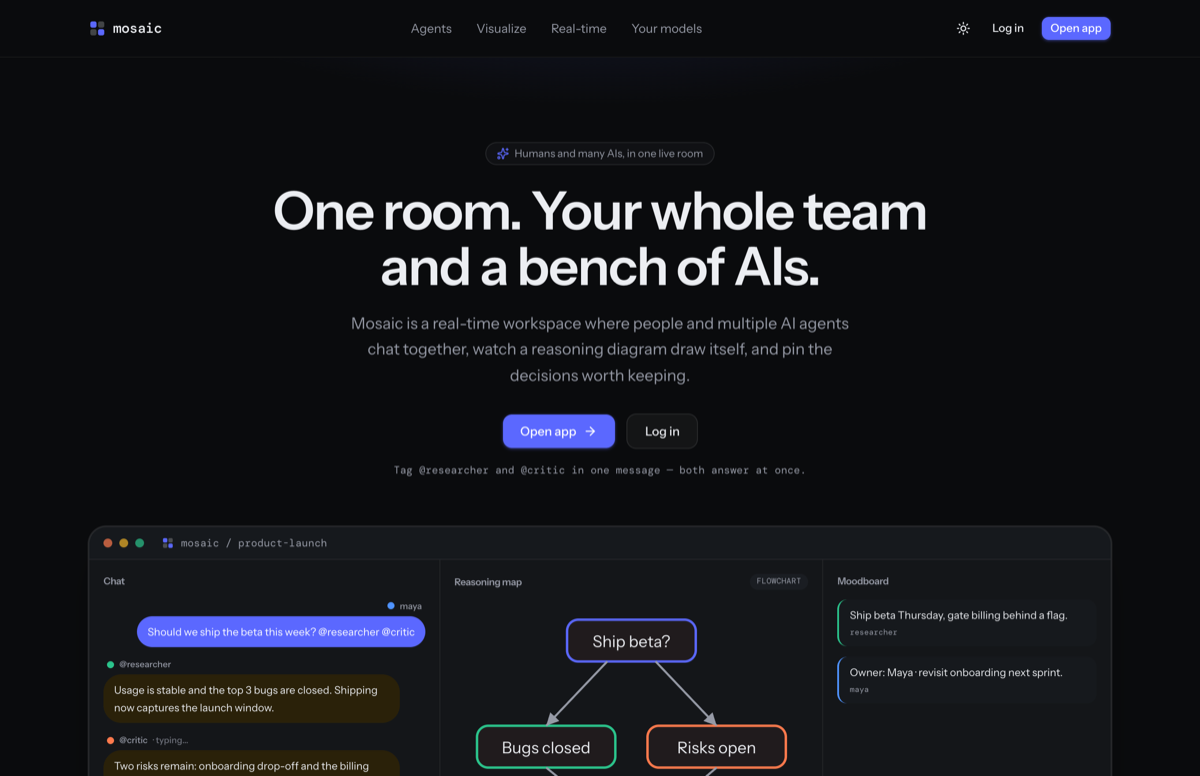 mosaic
Agents
Visualize
Real-time
Your models
Log in
Open app
Humans and many AIs, in one live room
One room. Your whole team
and a bench of AIs.
Mosaic is a real-time workspace where people and multiple AI agents
chat together, watch a reasoning diagram draw itself, and pin the
decisions worth keeping.
Open app →
Log in
Tag @researcher and @critic in one message — both answer at once.
mosaic / product-launch
Chat
maya
Should we ship the beta this week? @researcher @critic
@researcher
Usage is stable and the top 3 bugs are closed. Shipping
now captures the launch window.
@critic · typing...
Two risks remain: onboarding drop-off and the billing
Reasoning map
FLOWCHART
Ship beta?
Bugs closed
Risks open
Moodboard
Ship beta Thursday, gate billing behind a flag.
researcher
Owner: Maya · revisit onboarding next sprint.
maya